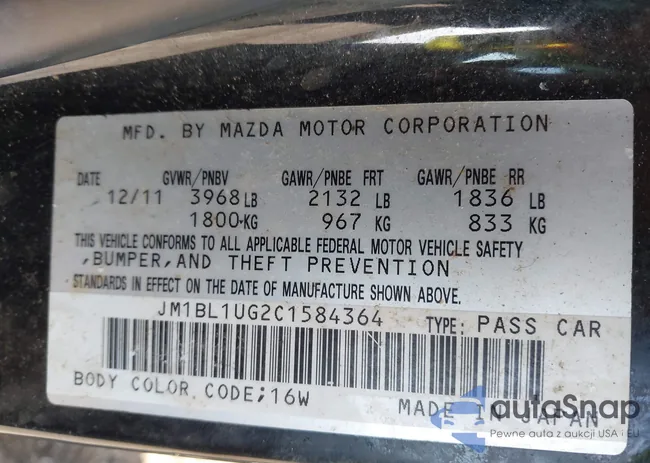 MFD. BY MAZDA MOTOR CORPORATION
DATE GVWR/PNBV GAWR/PNBE FRT GAWR/PNBE RR
12/11 3968 LB 2132 LB 1836 LB
1800 KG 967 KG 833 KG
THIS VEHICLE CONFORMS TO ALL APPLICABLE FEDERAL MOTOR VEHICLE SAFETY
,BUMPER,AND THEFT PREVENTION
STANDARDS IN EFFECT ON THE DATE OF MANUFACTURE SHOWN ABOVE.
JM1BL1UG2C1584364 TYPE: PASS CAR
BODY COLOR CODE;16W
MADE IN JAPAN
autoSnap
Pewne auta z aukcji USA i EU